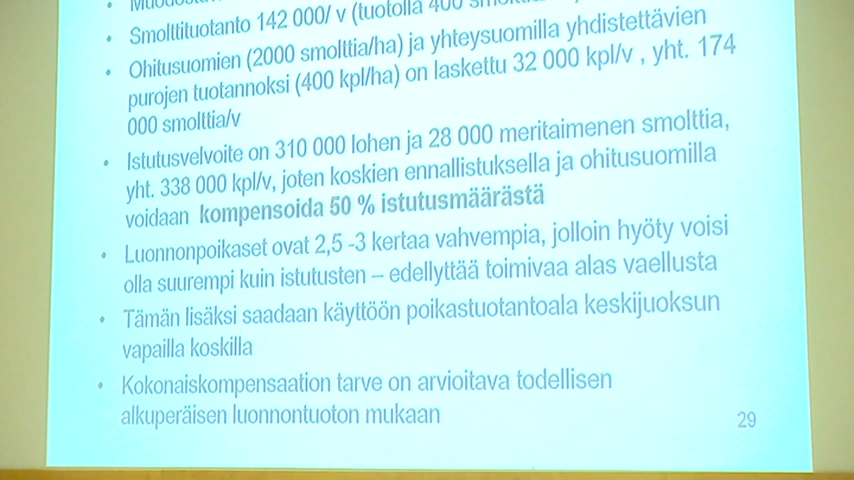 Smolttituotanto 142 000/ v (tuotolla 400
Ohitusuomien (2000 smolttia/ha) ja yhteysuomilla yhdistettävien
purojen tuotannoksi (400 kpl/ha) on laskettu 32 000 kpl/v , yht. 174
000 smolttia/v
Istutusvelvoite on 310 000 lohen ja 28 000 meritaimenen smolttia,
yht. 338 000 kpl/v, joten koskien ennallistuksella ja ohitusuomilla
voidaan kompensoida 50 % istutusmäärästä
Luonnonpoikaset ovat 2,5 -3 kertaa vahvempia, jolloin hyöty voisi
olla suurempi kuin istutusten – edellyttää toimivaa alas vaellusta
Tämän lisäksi saadaan käyttöön poikastuotantoala keskijuoksun
vapailla koskilla
Kokonaiskompensaation tarve on arvioitava todellisen
alkuperäisen luonnontuoton mukaan
29